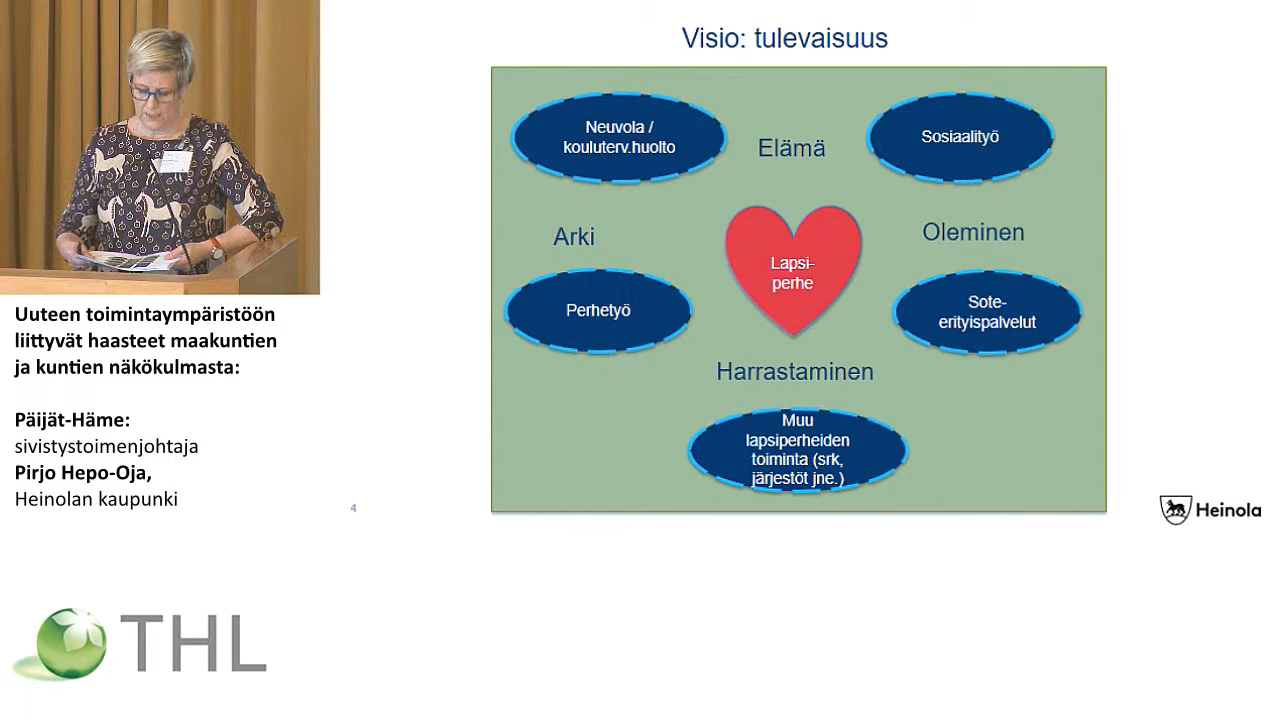 Visio: tulevaisuus
Neuvola /
kouluterv.huolto
Elämä
Sosiaalityö
Arki
Oleminen
Lapsi-
perhe
Perhetyö
Sote-
erityispalvelut
Harrastaminen
Muu
lapsiperheiden
toiminta (srk,
järjestöt jne.)
Uuteen toimintaympäristöön
liittyvät haasteet maakuntien
ja kuntien näkökulmasta:
Päijät-Häme:
sivistystoimenjohtaja
Pirjo Hepo-Oja,
Heinolan kaupunki
4
Heinola
THL